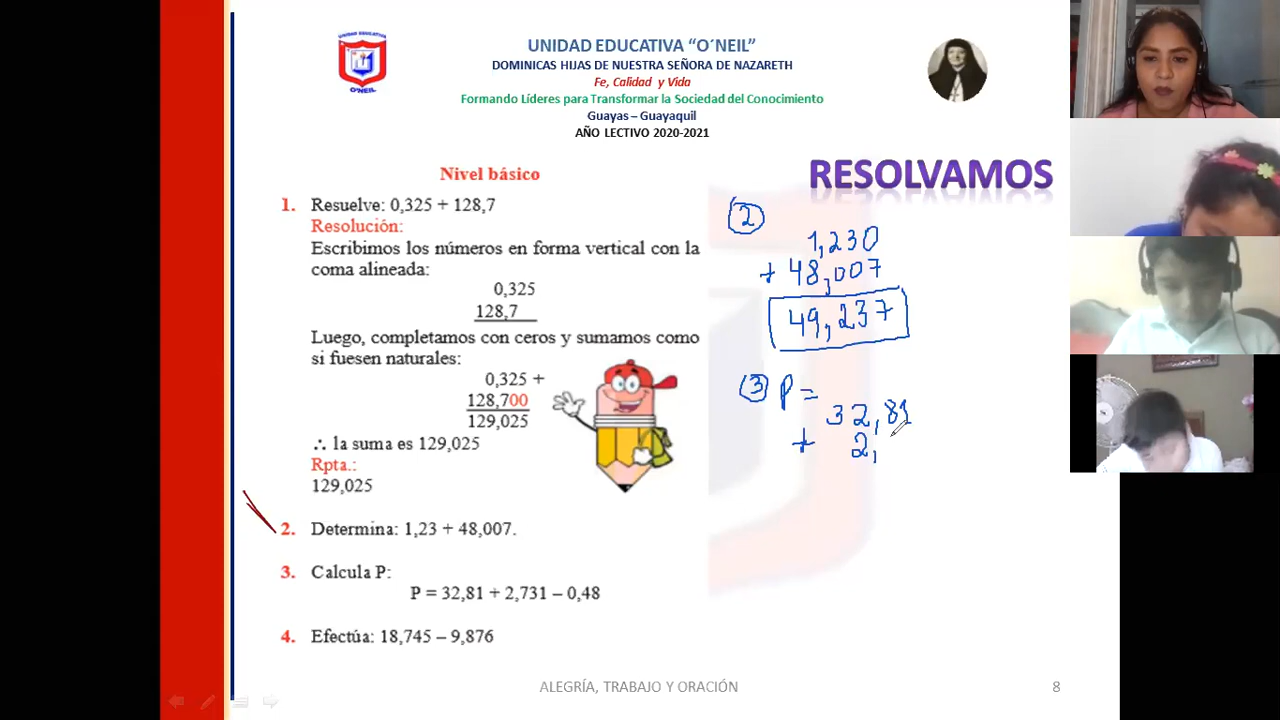 UNIDAD EDUCATIVA
O´NEIL
UNIDAD EDUCATIVA “O´NEIL”
DOMINICAS HIJAS DE NUESTRA SEÑORA DE NAZARETH
Fe, Calidad y Vida
Formando Líderes para Transformar la Sociedad del Conocimiento
Guayas – Guayaquil
AÑO LECTIVO 2020-2021
Nivel básico
1. Resuelve: 0,325 + 128,7
Resolución:
Escribimos los números en forma vertical con la
coma alineada:
0,325
128,7
Luego, completamos con ceros y sumamos como
si fuesen naturales:
0,325 +
128,700
129,025
∴ la suma es 129,025
Rpta.:
129,025
2. Determina: 1,23 + 48,007.
3. Calcula P:
P = 32,81 + 2,731 – 0,48
4. Efectúa: 18,745 – 9,876
RESOLVAMOS
2
1,230
+ 48,007
49,237
3 P =
32,81
+ 2,
ALEGRÍA, TRABAJO Y ORACIÓN
8